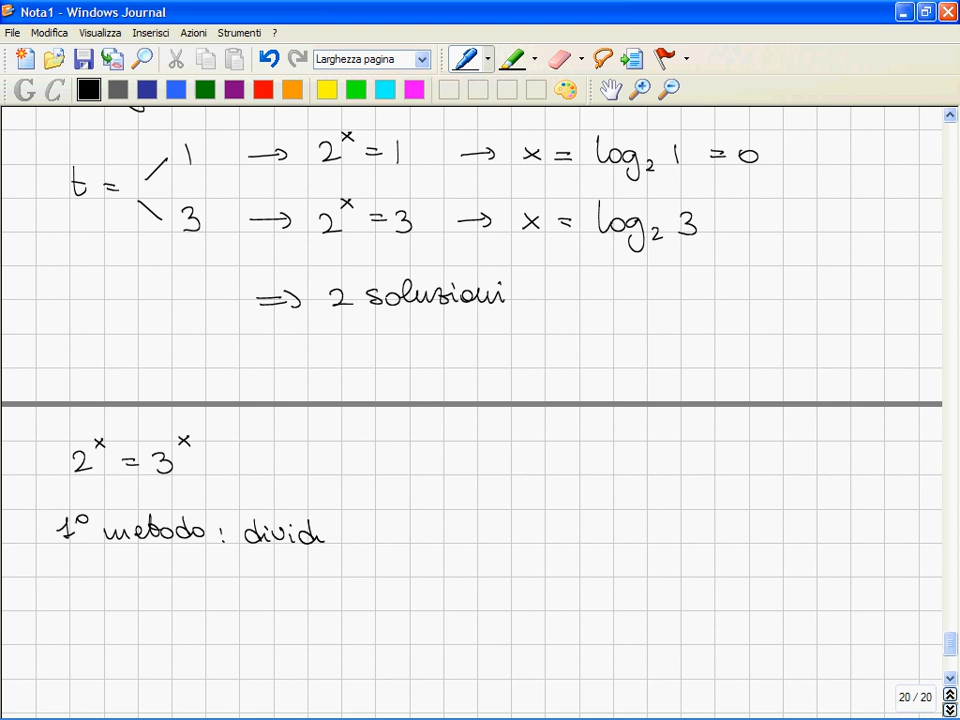 Nota1 - Windows Journal
File Modifica Visualizza Inserisci Azioni Strumenti ?
Larghezza pagina
G C
t =
1 → 2^x = 1 → x = log₂ 1 = 0
3 → 2^x = 3 → x = log₂ 3
⇒ 2 soluzioni
2^x = 3^x
1° metodo: divid
20 / 20